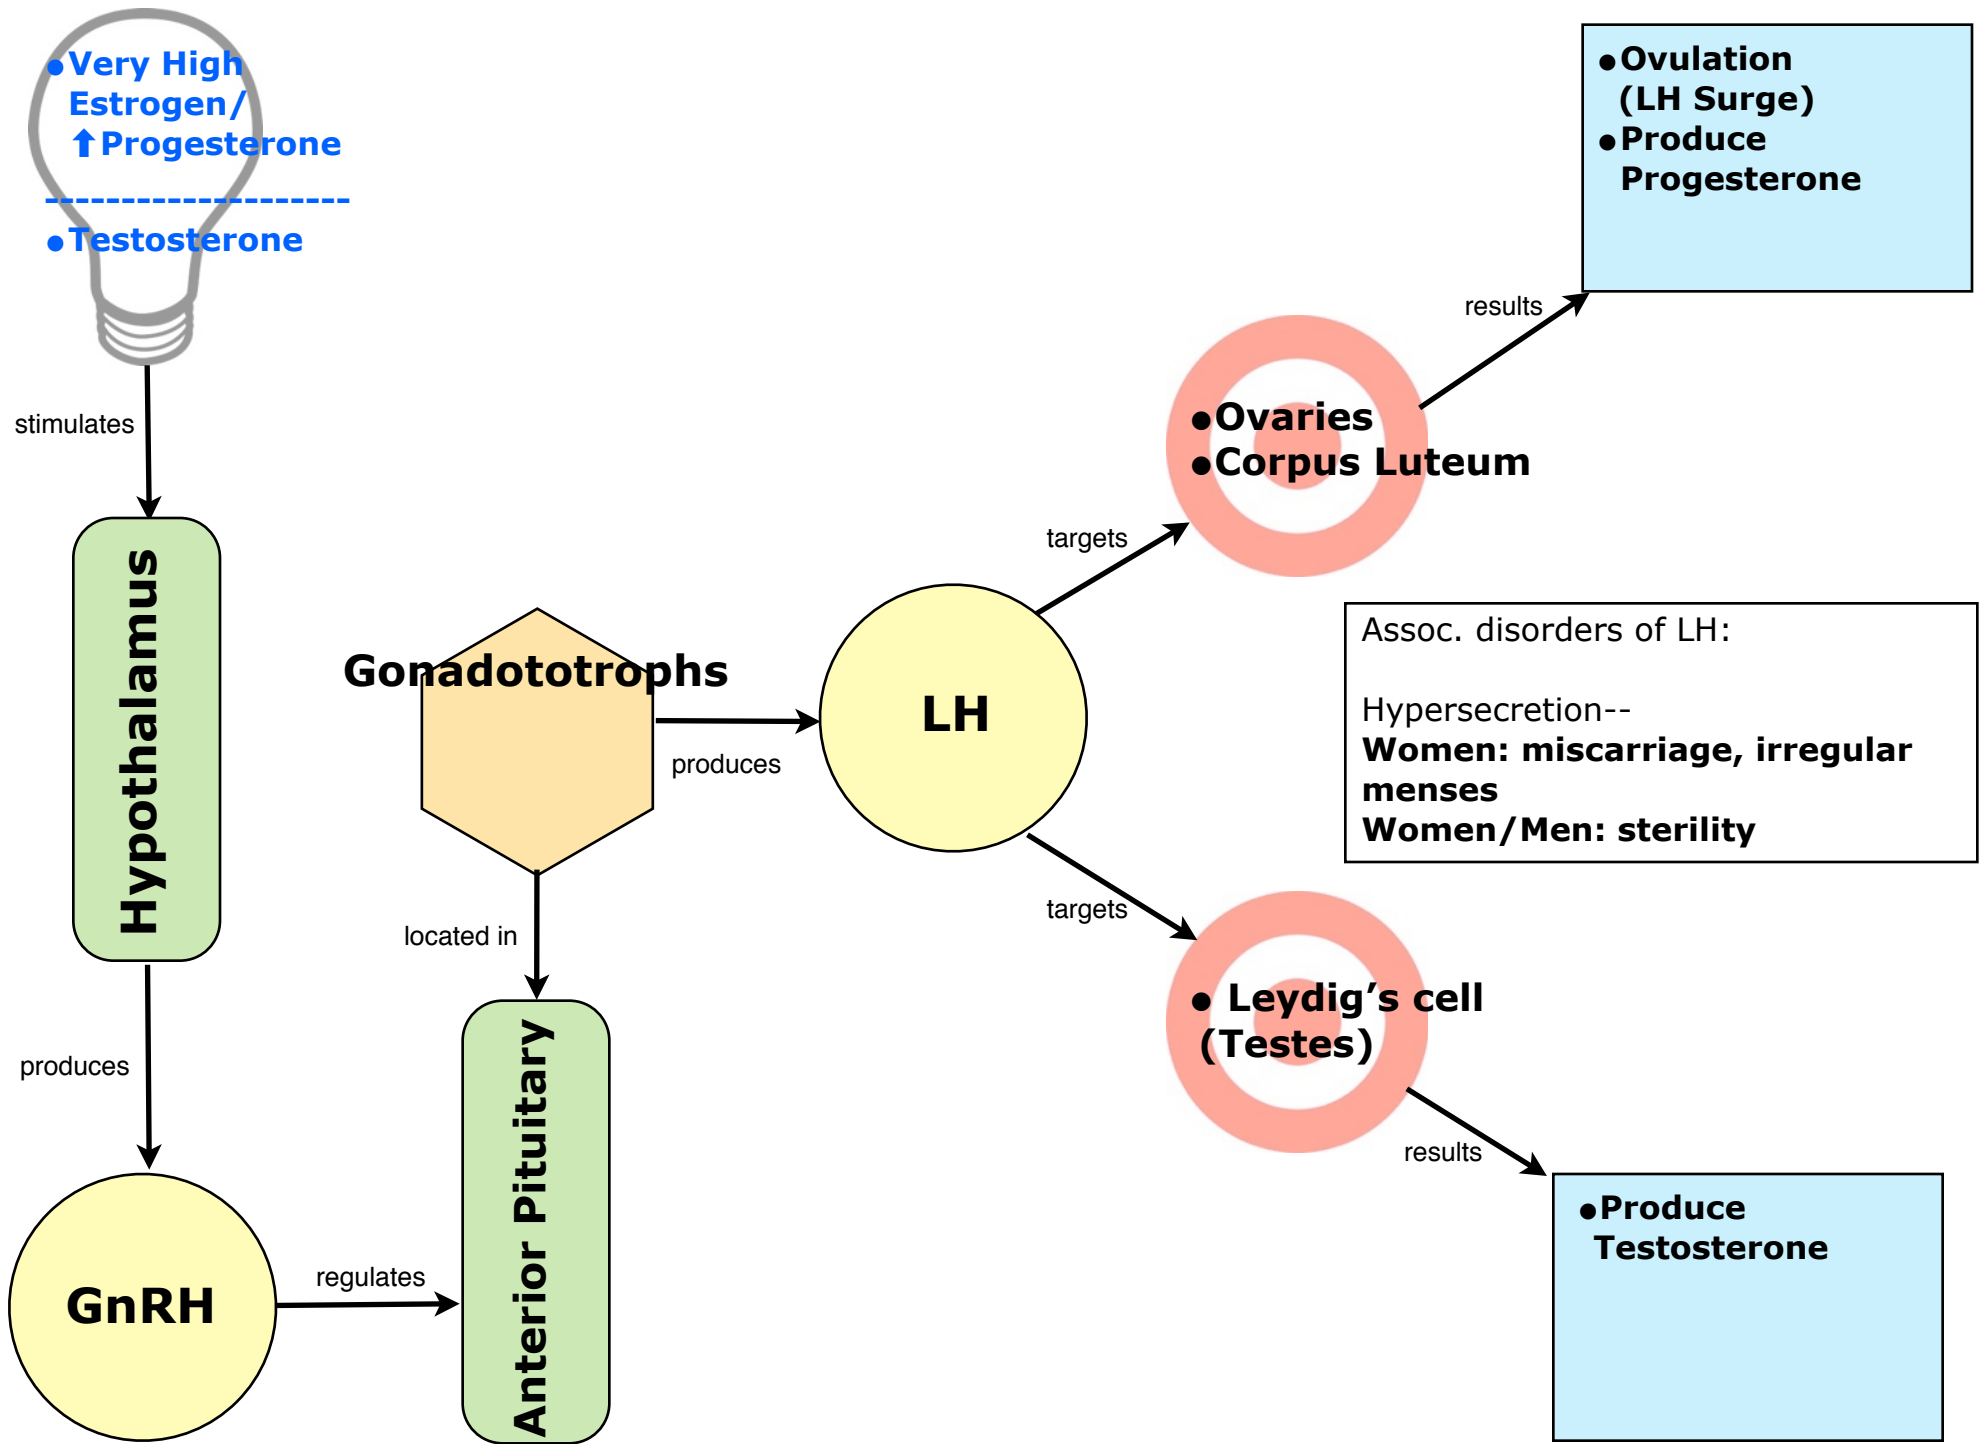 ●Very High
Estrogen/
⬆Progesterone
--------------------
●Testosterone
stimulates
Hypothalamus
produces
GnRH
regulates
Anterior Pituitary
located in
Gonadototrophs
produces
LH
targets
●Ovaries
●Corpus Luteum
results
●Ovulation
(LH Surge)
●Produce
Progesterone
Assoc. disorders of LH:
Hypersecretion--
Women: miscarriage, irregular
menses
Women/Men: sterility
targets
● Leydig’s cell
(Testes)
results
●Produce
Testosterone